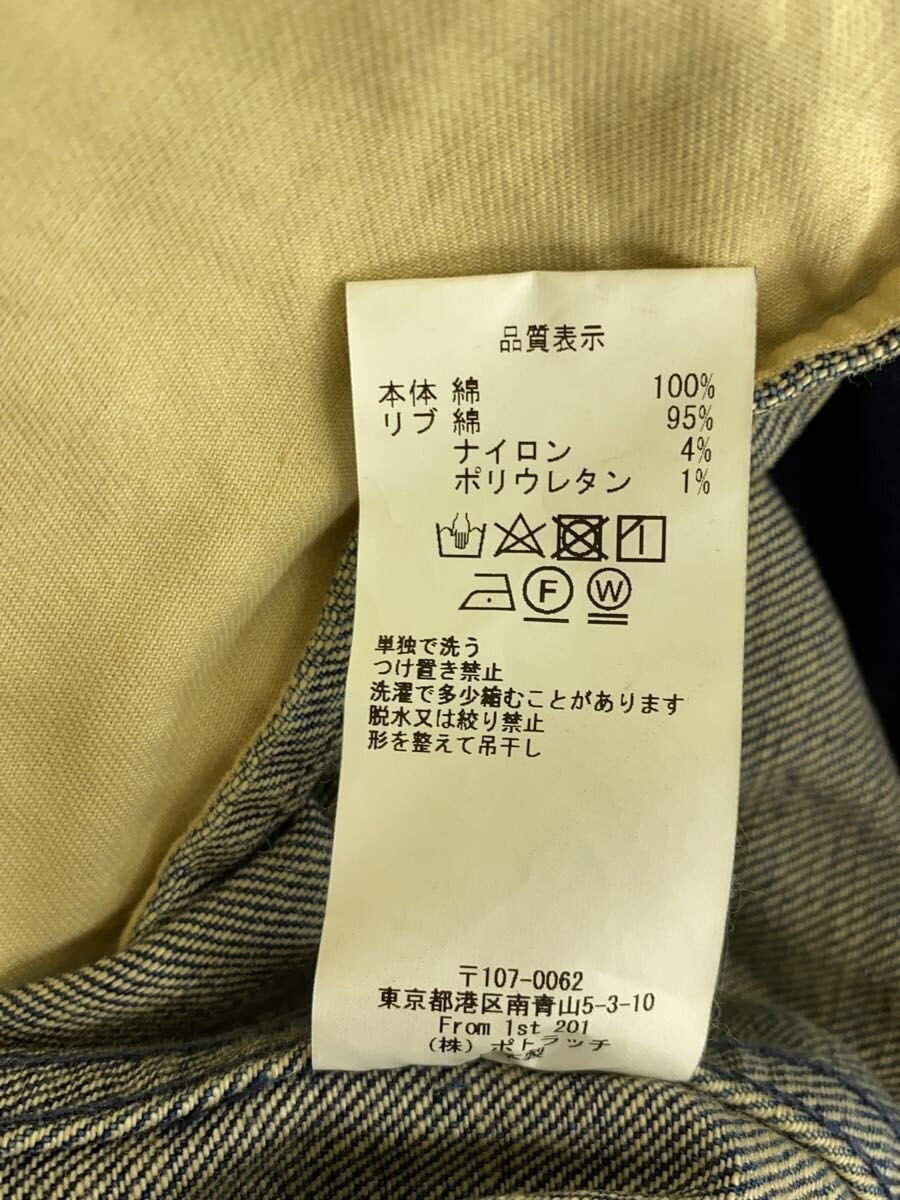 品質表示
本体 綿 100%
リブ 綿 95%
ナイロン 4%
ポリウレタン 1%
F W
単独で洗う
つけ置き禁止
洗濯で多少縮むことがあります
脱水又は絞り禁止
形を整えて吊干し
〒107-0062
東京都港区南青山5-3-10
From 1st 201
(株) ポトラッチ
製